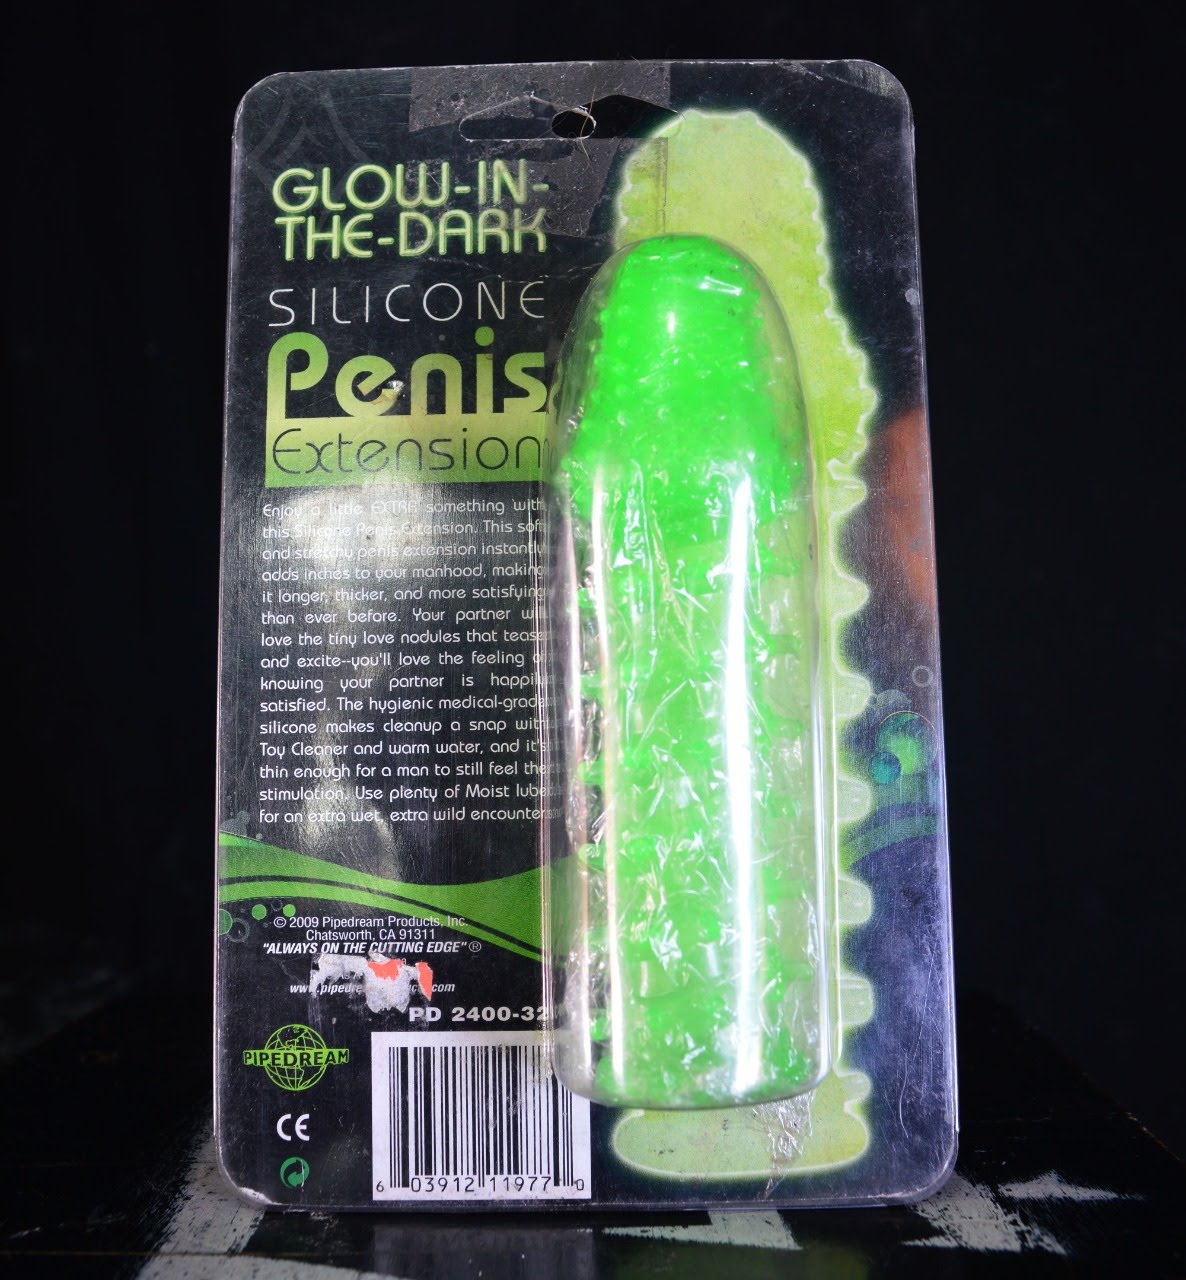 GLOW-IN-
THE-DARK
SILICONE
Penis
Extension
Enjoy a little EXTRA something with
this Silicone Penis Extension. This soft
and stretchy penis extension instantly
adds inches to your manhood, making
it longer, thicker, and more satisfying
than ever before. Your partner will
love the tiny love nodules that tease
and excite--you'll love the feeling of
knowing your partner is happily
satisfied. The hygienic medical-grade
silicone makes cleanup a snap with
Toy Cleaner and warm water, and it's
thin enough for a man to still feel the
stimulation. Use plenty of Moist lube
for an extra wet, extra wild encounter
© 2009 Pipedream Products, Inc.
Chatsworth, CA 91311
"ALWAYS ON THE CUTTING EDGE"®
PD 2400-32
PIPEDREAM
CE
6 03912 11977 0